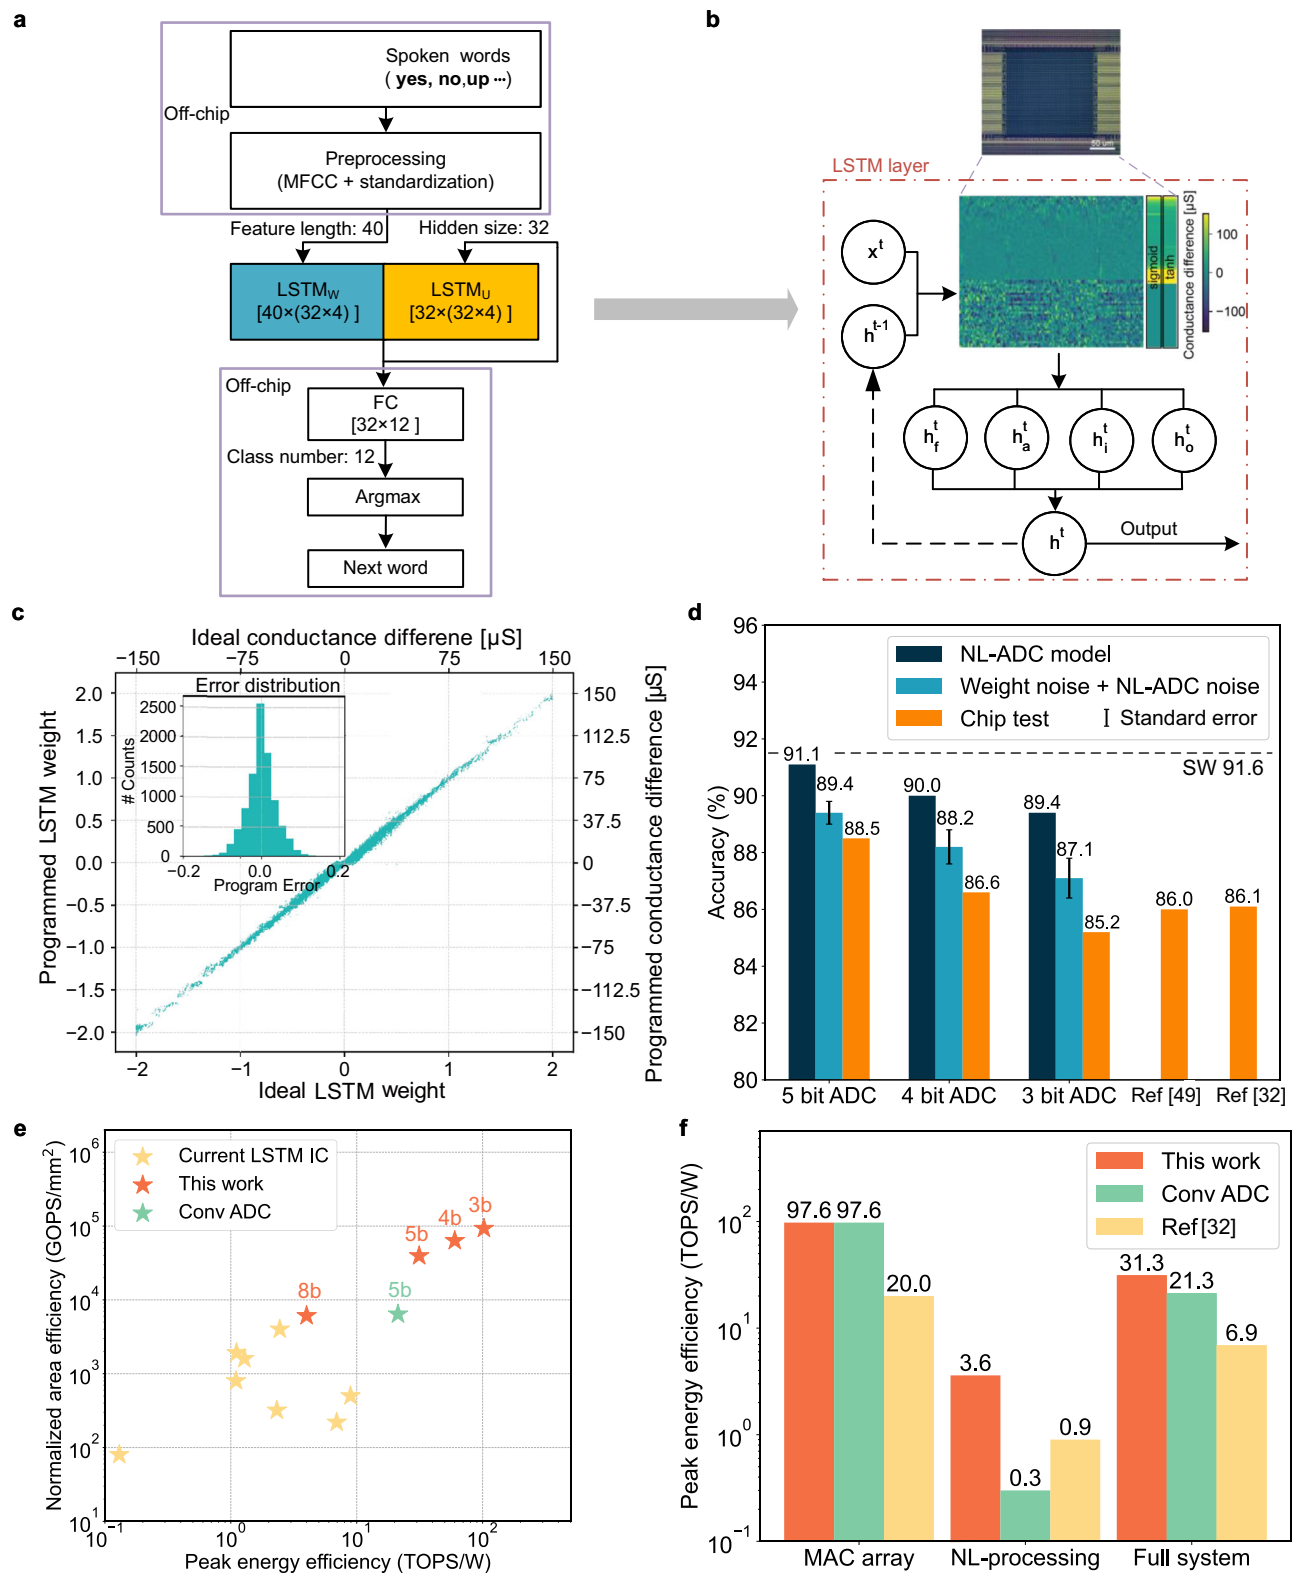 a
Spoken words
( yes, no,up ···)
Off-chip
Preprocessing
(MFCC + standardization)
Feature length: 40
Hidden size: 32
LSTMW
[40×(32×4) ]
LSTMU
[32×(32×4) ]
Off-chip
FC
[32×12 ]
Class number: 12
Argmax
Next word
b
50 um
LSTM layer
x^t
h^t-1
sigmoid
tanh
Conductance difference [µS]
100
0
−100
h_f^t
h_a^t
h_i^t
h_o^t
h^t
Output
c
Ideal conductance differene [µS]
−150 −75 0 75 150
Error distribution
# Counts
2500
2000
1500
1000
500
0
−0.2 0.0 0.2
Program Error
Programmed LSTM weight
2.0
1.5
1.0
0.5
0.0
−0.5
−1.0
−1.5
−2.0
150
112.5
75
37.5
0
−37.5
−75
−112.5
−150
Programmed conductance difference [µS]
−2 −1 0 1 2
Ideal LSTM weight
d
Accuracy (%)
96
94
92
90
88
86
84
82
80
NL-ADC model
Weight noise + NL-ADC noise
Chip test
Standard error
SW 91.6
91.1
89.4
88.5
90.0
88.2
86.6
89.4
87.1
85.2
86.0
86.1
5 bit ADC 4 bit ADC 3 bit ADC Ref [49] Ref [32]
e
Normalized area efficiency (GOPS/mm²)
10⁶
10⁵
10⁴
10³
10²
10¹
Current LSTM IC
This work
Conv ADC
3b
4b
5b
8b
5b
10⁻¹ 10⁰ 10¹ 10²
Peak energy efficiency (TOPS/W)
f
Peak energy efficiency (TOPS/W)
10²
10¹
10⁰
10⁻¹
This work
Conv ADC
Ref [32]
97.6 97.6
20.0
3.6
0.3
0.9
31.3
21.3
6.9
MAC array NL-processing Full system